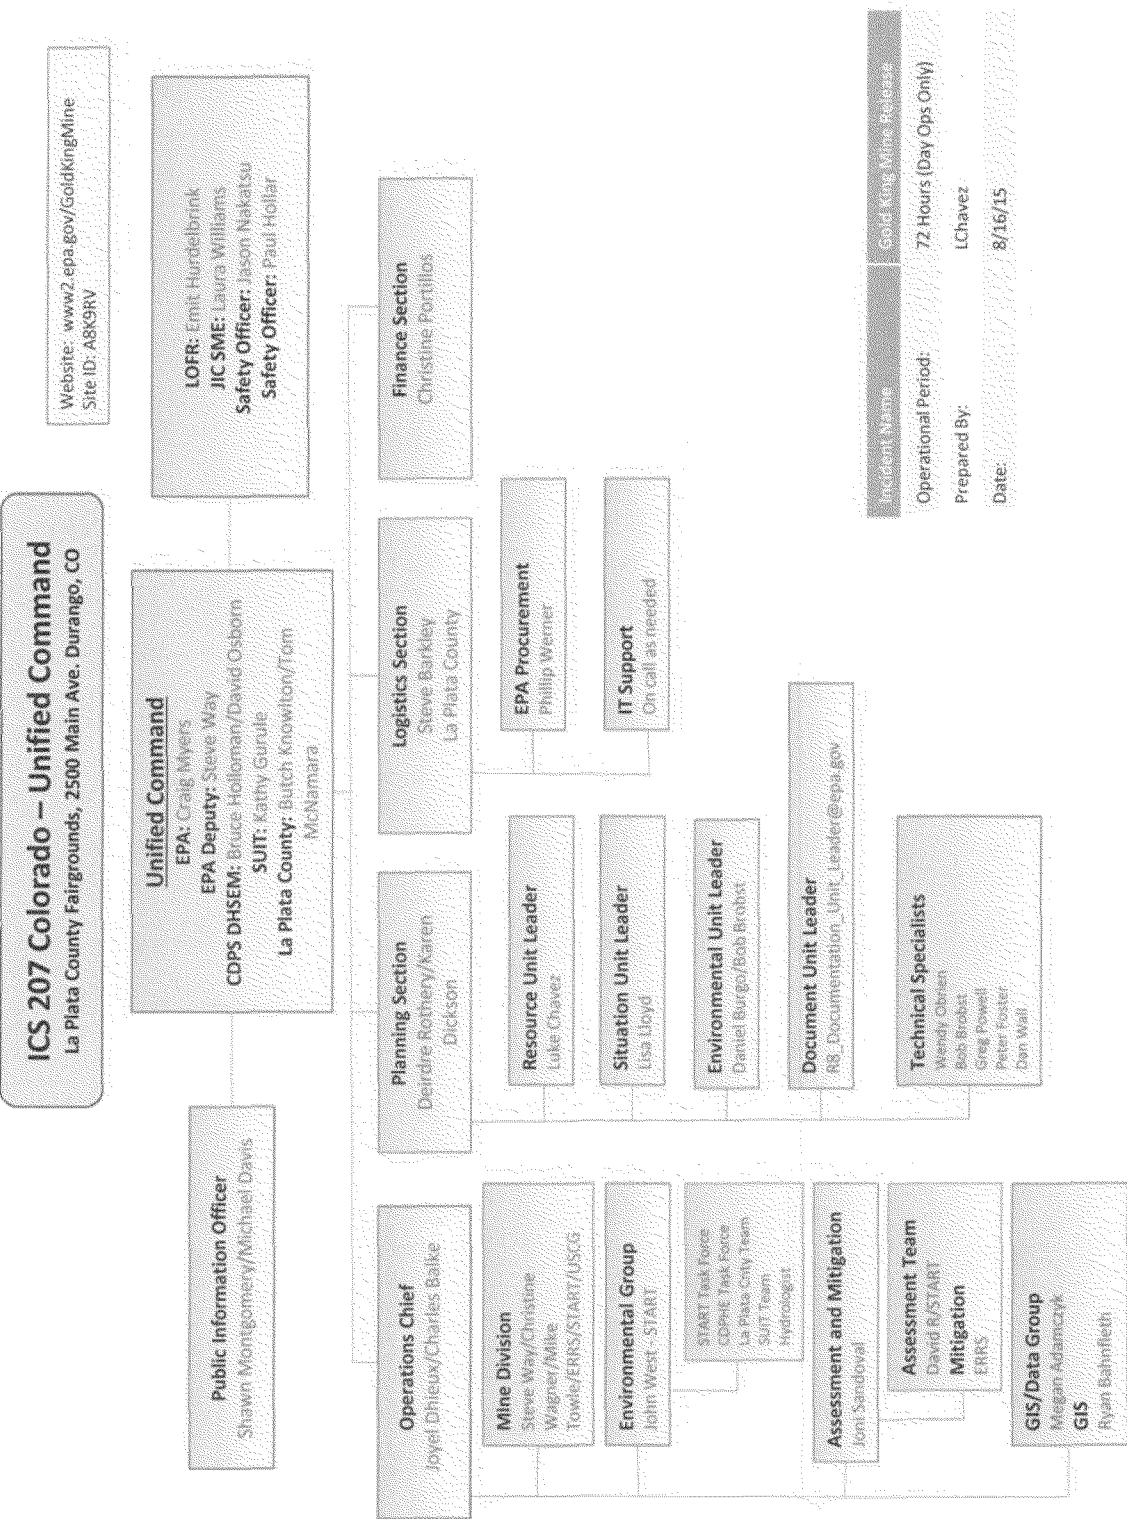 ICS 207 Colorado – Unified Command
La Plata County Fairgrounds, 2500 Main Ave. Durango, CO
Website: www2.epa.gov/GoldKingMine
Site ID: A8K9RV
Public Information Officer
Shawn Montgomery/Michael Davis
Unified Command
EPA: Craig Myers
EPA Deputy: Steve Way
CDPS DHSEM: Bruce Holloman/David Osborn
SUIT: Kathy Gurule
La Plata County: Butch Knowlton/Tom
McNamara
LOFR: Emit Hurdelbrink
JIC SME: Laura Williams
Safety Officer: Jason Nakatsu
Safety Officer: Paul Hollar
Operations Chief
Joyel Dhieux/Charles Balke
Mine Division
Steve Way/Christine
Wagner/Mike
Towle/ERRS/START/USCG
Environmental Group
John West START
START Task Force
CDPHE Task Force
La Plata Cnty Team
SUIT Team
Hydrologist
Assessment and Mitigation
Joni Sandoval
Assessment Team
David R/START
Mitigation
ERRS
GIS/Data Group
Megan Adamczyk
GIS
Ryan Bahnfleth
Planning Section
Deirdre Rothery/Karen
Dickson
Resource Unit Leader
Luke Chavez
Situation Unit Leader
Lisa Lloyd
Environmental Unit Leader
Daniel Burgo/Bob Brobst
Document Unit Leader
R8_Documentation_Unit_Leader@epa.gov
Technical Specialists
Wendy Obrien
Bob Brobst
Greg Powell
Peter Foster
Dan Wall
Logistics Section
Steve Barkley
La Plata County
EPA Procurement
Phillip Werner
IT Support
On call as needed
Finance Section
Christine Portillos
Incident Name Gold King Mine Release
Operational Period: 72 Hours (Day Ops Only)
Prepared By: LChavez
Date: 8/16/15